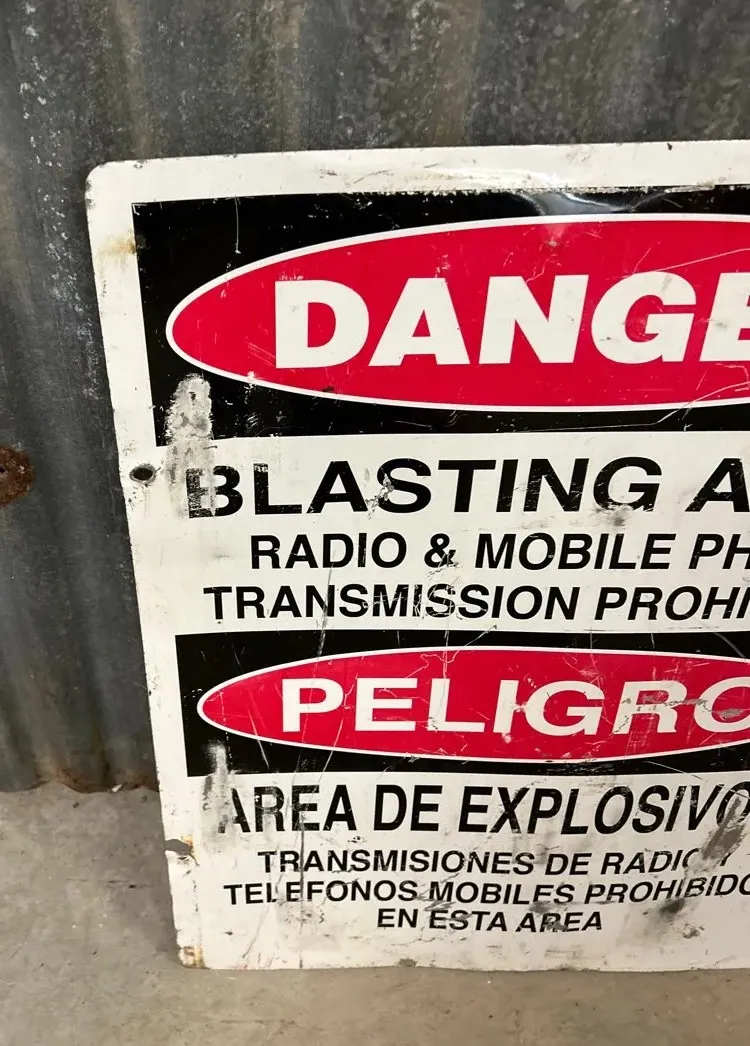 DANGE
BLASTING A
RADIO & MOBILE PH
TRANSMISSION PROHI
PELIGRO
AREA DE EXPLOSIVO
TRANSMISIONES DE RADIO Y
TELEFONOS MOBILES PROHIBIDO
EN ESTA AREA